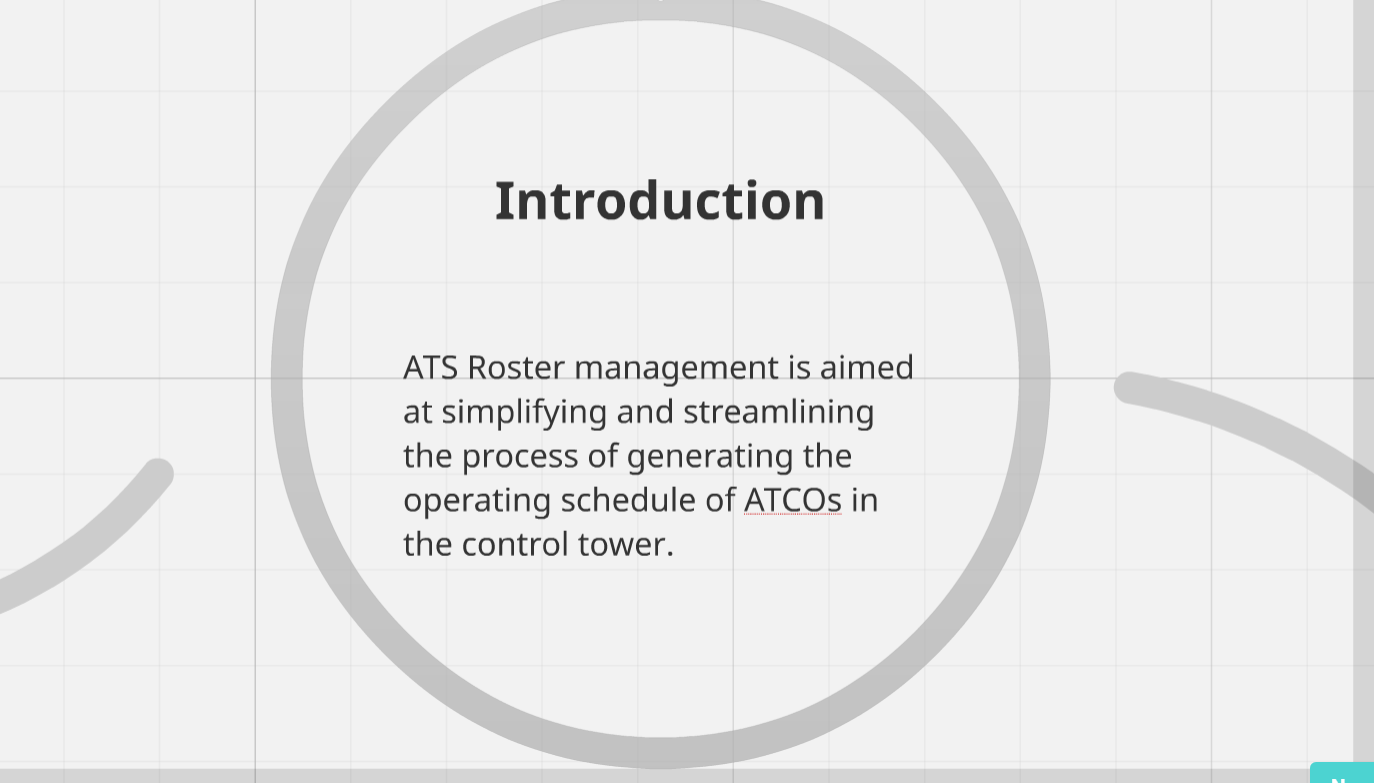 Introduction
ATS Roster management is aimed
at simplifying and streamlining
the process of generating the
operating schedule of ATCOs in
the control tower.